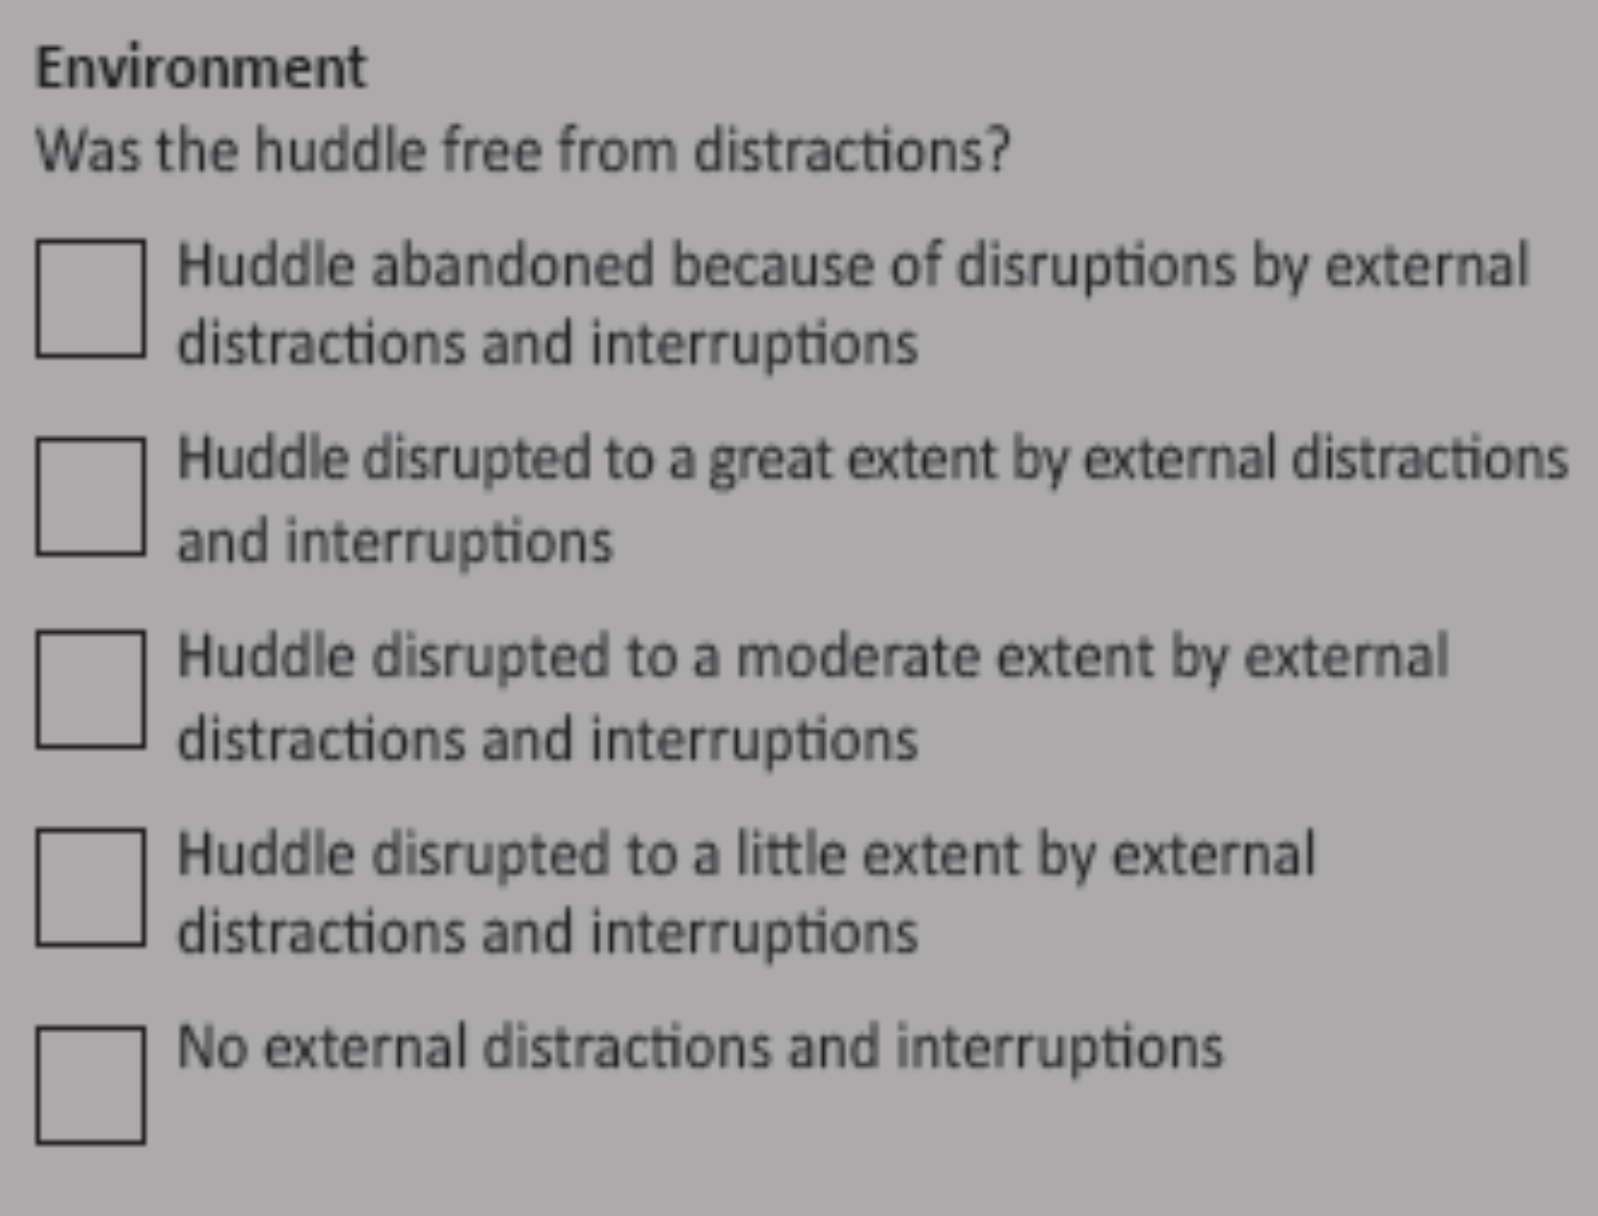 Environment
Was the huddle free from distractions?
Huddle abandoned because of disruptions by external
distractions and interruptions
Huddle disrupted to a great extent by external distractions
and interruptions
Huddle disrupted to a moderate extent by external
distractions and interruptions
Huddle disrupted to a little extent by external
distractions and interruptions
No external distractions and interruptions